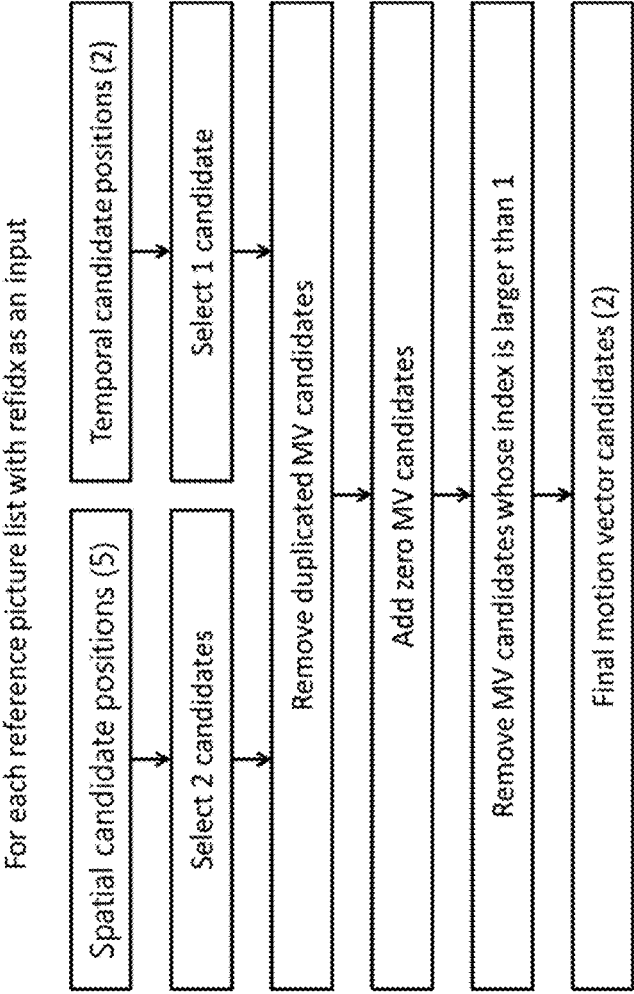 For each reference picture list with refidx as an input
Spatial candidate positions (5)
Temporal candidate positions (2)
Select 2 candidates
Select 1 candidate
Remove duplicated MV candidates
Add zero MV candidates
Remove MV candidates whose index is larger than 1
Final motion vector candidates (2)